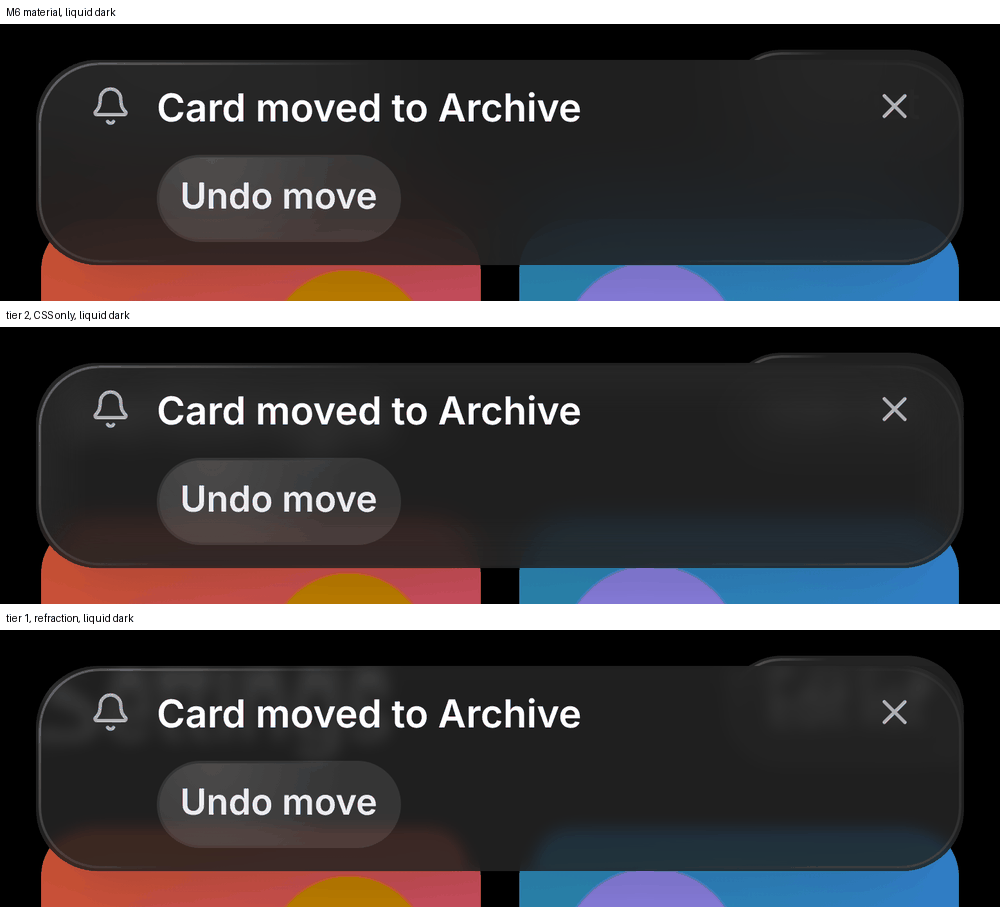 M6 material, liquid dark
Card moved to Archive
Undo move
tier 2, CSS only, liquid dark
Card moved to Archive
Undo move
tier 1, refraction, liquid dark
Settings
Card moved to Archive
Undo move